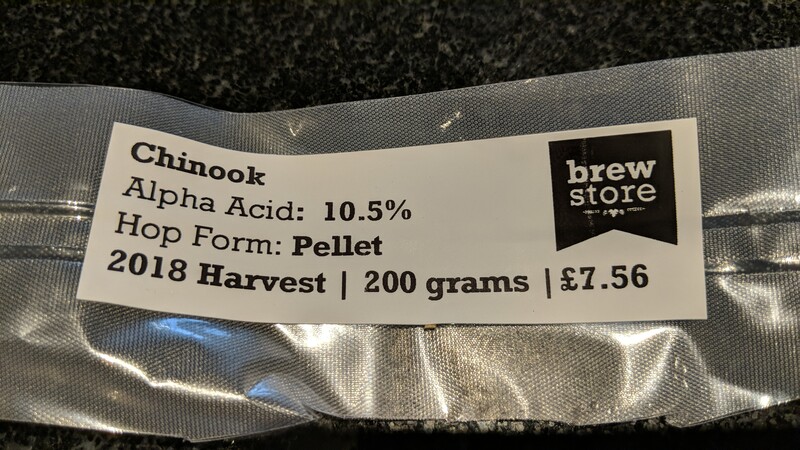 Chinook
Alpha Acid: 10.5%
Hop Form: Pellet
2018 Harvest | 200 grams | £7.56
brew
store